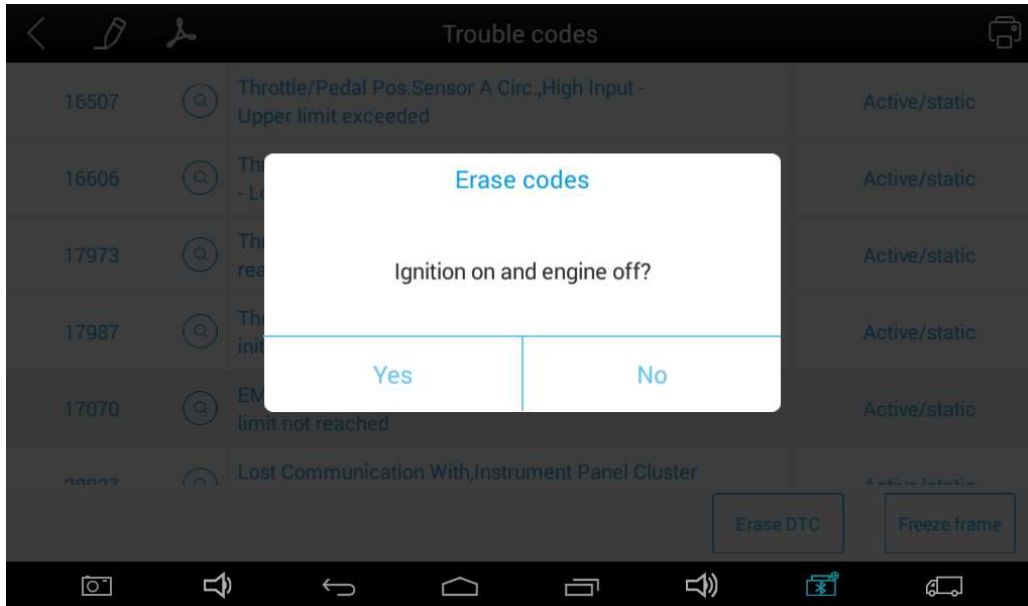 Trouble codes
16507
Throttle/Pedal Pos.Sensor A Circ.,High Input -
Upper limit exceeded
Active/static
16606
- L
Active/static
17973
Active/static
17987
Active/static
17070
limit not reached
Active/static
Lost Communication With,Instrument Panel Cluster
Erase codes
Ignition on and engine off?
Yes
No
Erase DTC
Freeze frame